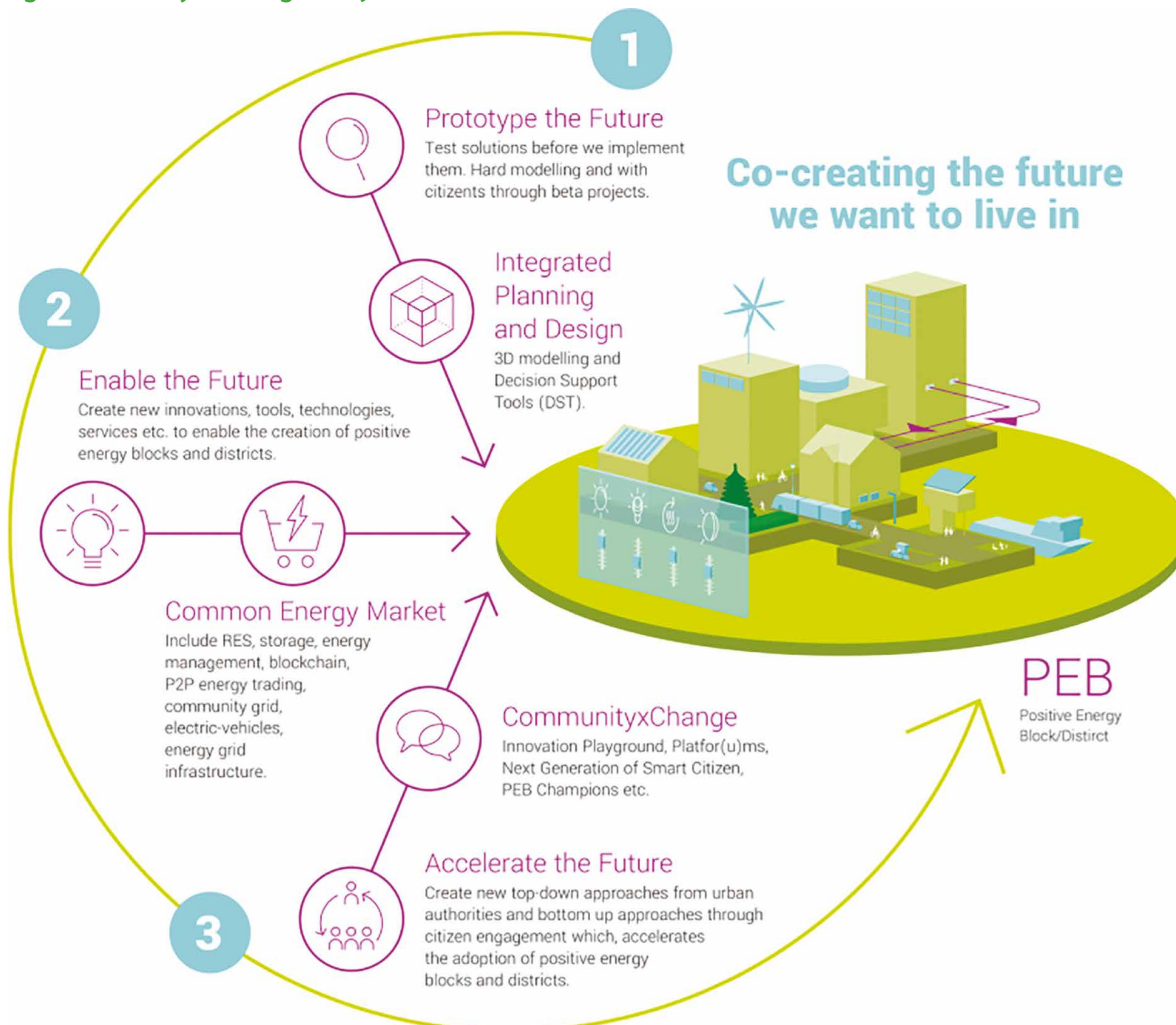 1
Prototype the Future
Test solutions before we implement
them. Hard modelling and with
citizents through beta projects.
Co-creating the future
we want to live in
Integrated
Planning
and Design
3D modelling and
Decision Support
Tools (DST).
2
Enable the Future
Create new innovations, tools, technologies,
services etc. to enable the creation of positive
energy blocks and districts.
Common Energy Market
Include RES, storage, energy
management, blockchain,
P2P energy trading,
community grid,
electric-vehicles,
energy grid
infrastructure.
PEB
Positive Energy
Block/Distirct
CommunityxChange
Innovation Playground, Platfor(u)ms,
Next Generation of Smart Citizen,
PEB Champions etc.
3
Accelerate the Future
Create new top-down approaches from urban
authorities and bottom up approaches through
citizen engagement which, accelerates
the adoption of positive energy
blocks and districts.